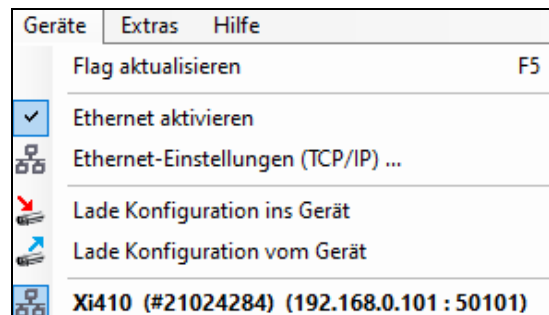 Geräte Extras Hilfe
Flag aktualisieren F5
Ethernet aktivieren
Ethernet-Einstellungen (TCP/IP) ...
Lade Konfiguration ins Gerät
Lade Konfiguration vom Gerät
Xi410 (#21024284) (192.168.0.101 : 50101)